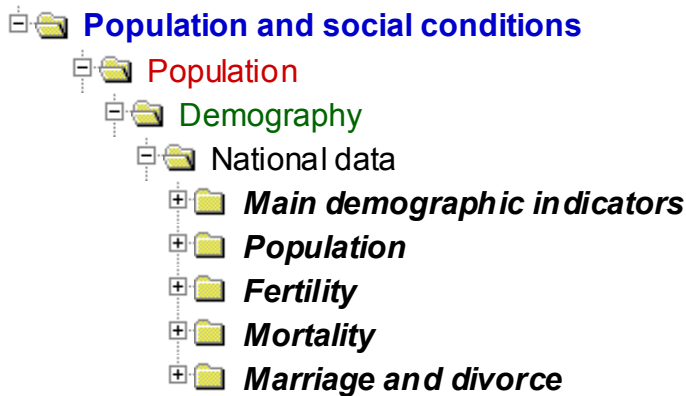 Population and social conditions
Population
Demography
National data
Main demographic indicators
Population
Fertility
Mortality
Marriage and divorce